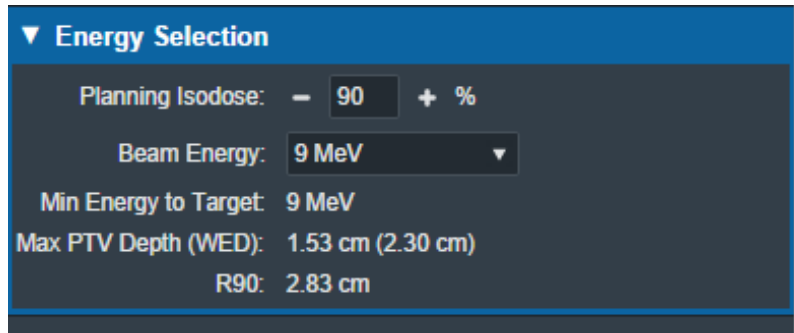 ▼ Energy Selection
Planning Isodose: – 90 + %
Beam Energy: 9 MeV ▼
Min Energy to Target: 9 MeV
Max PTV Depth (WED): 1.53 cm (2.30 cm)
R90: 2.83 cm